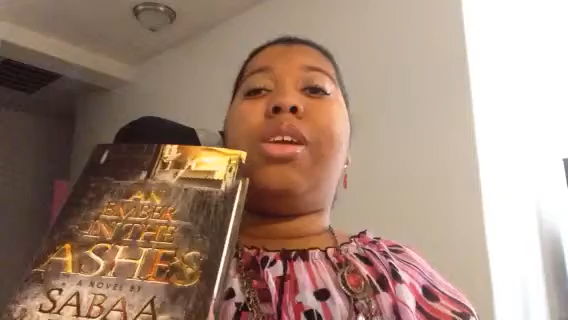 AN
EMBER
IN THE
ASHES
A NOVEL BY
SABAA